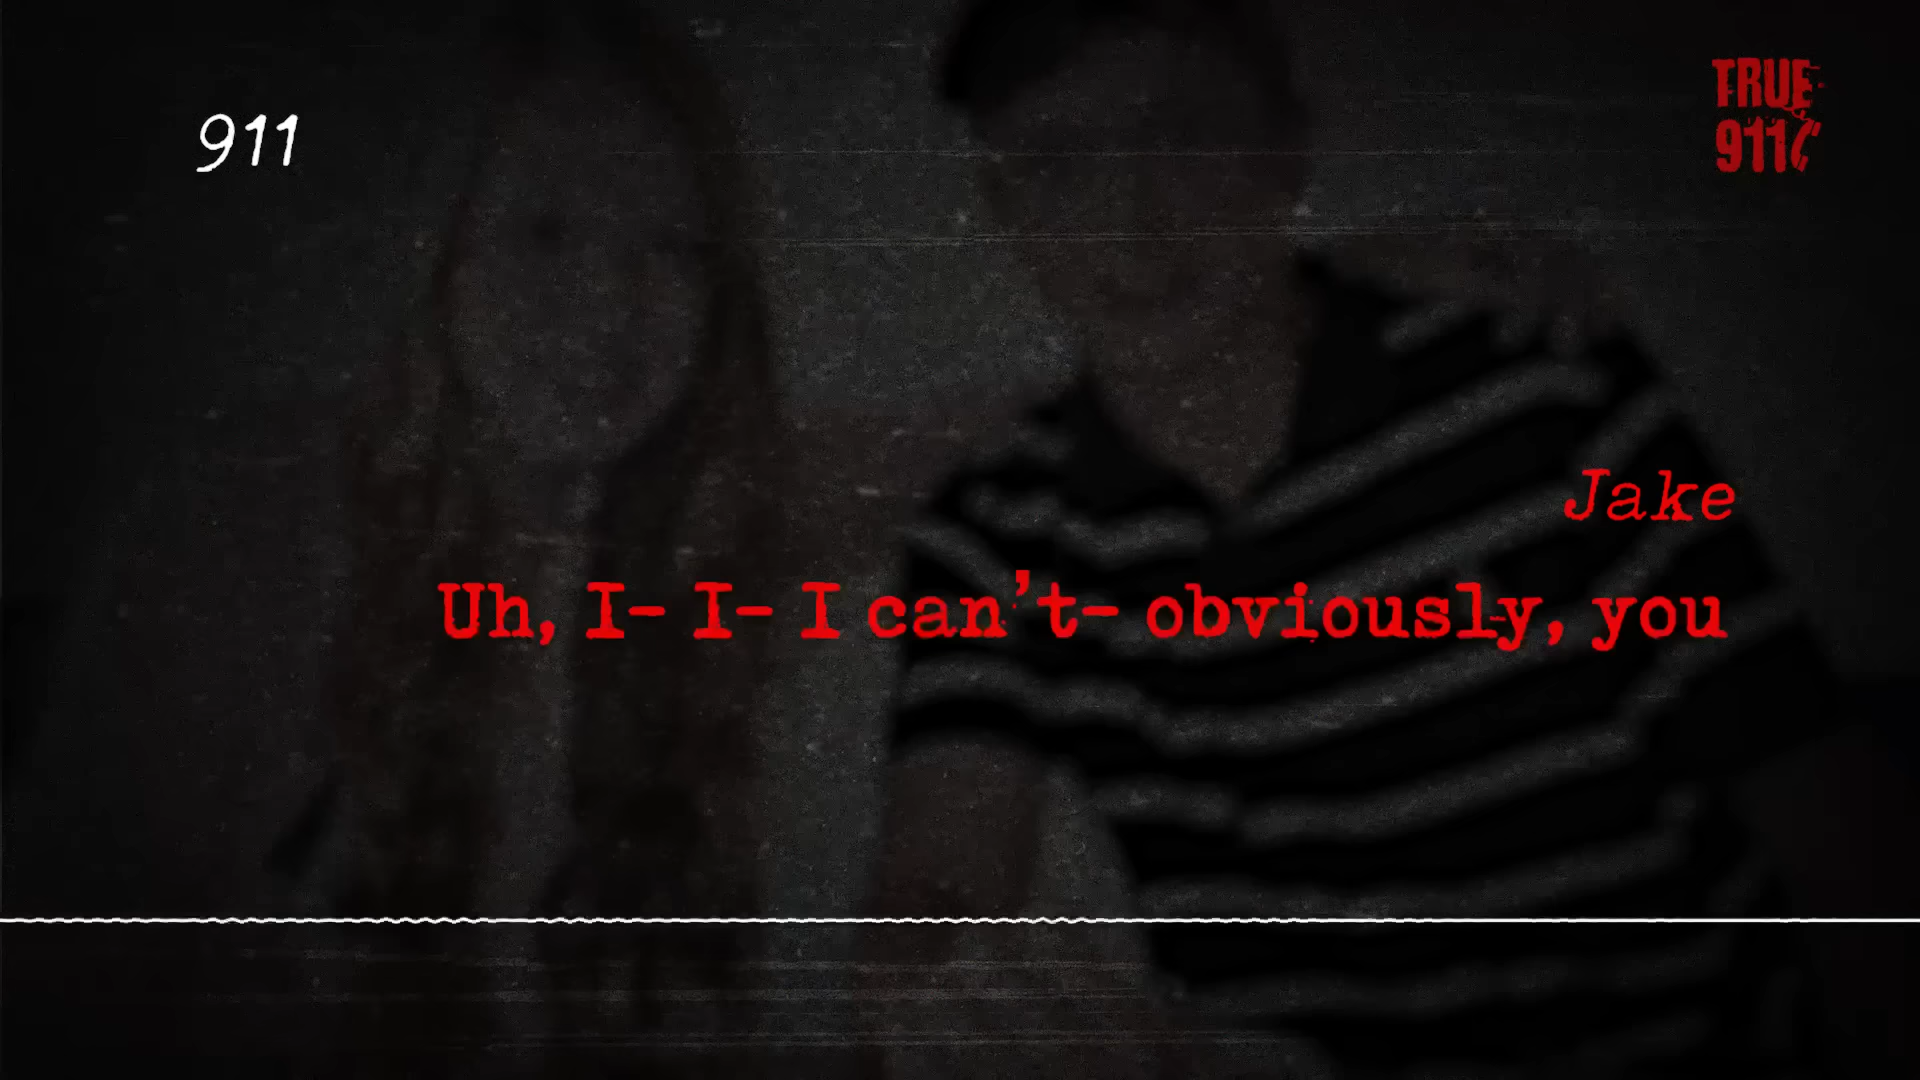 911
TRUE
911
Jake
Uh, I- I- I can't- obviously, you